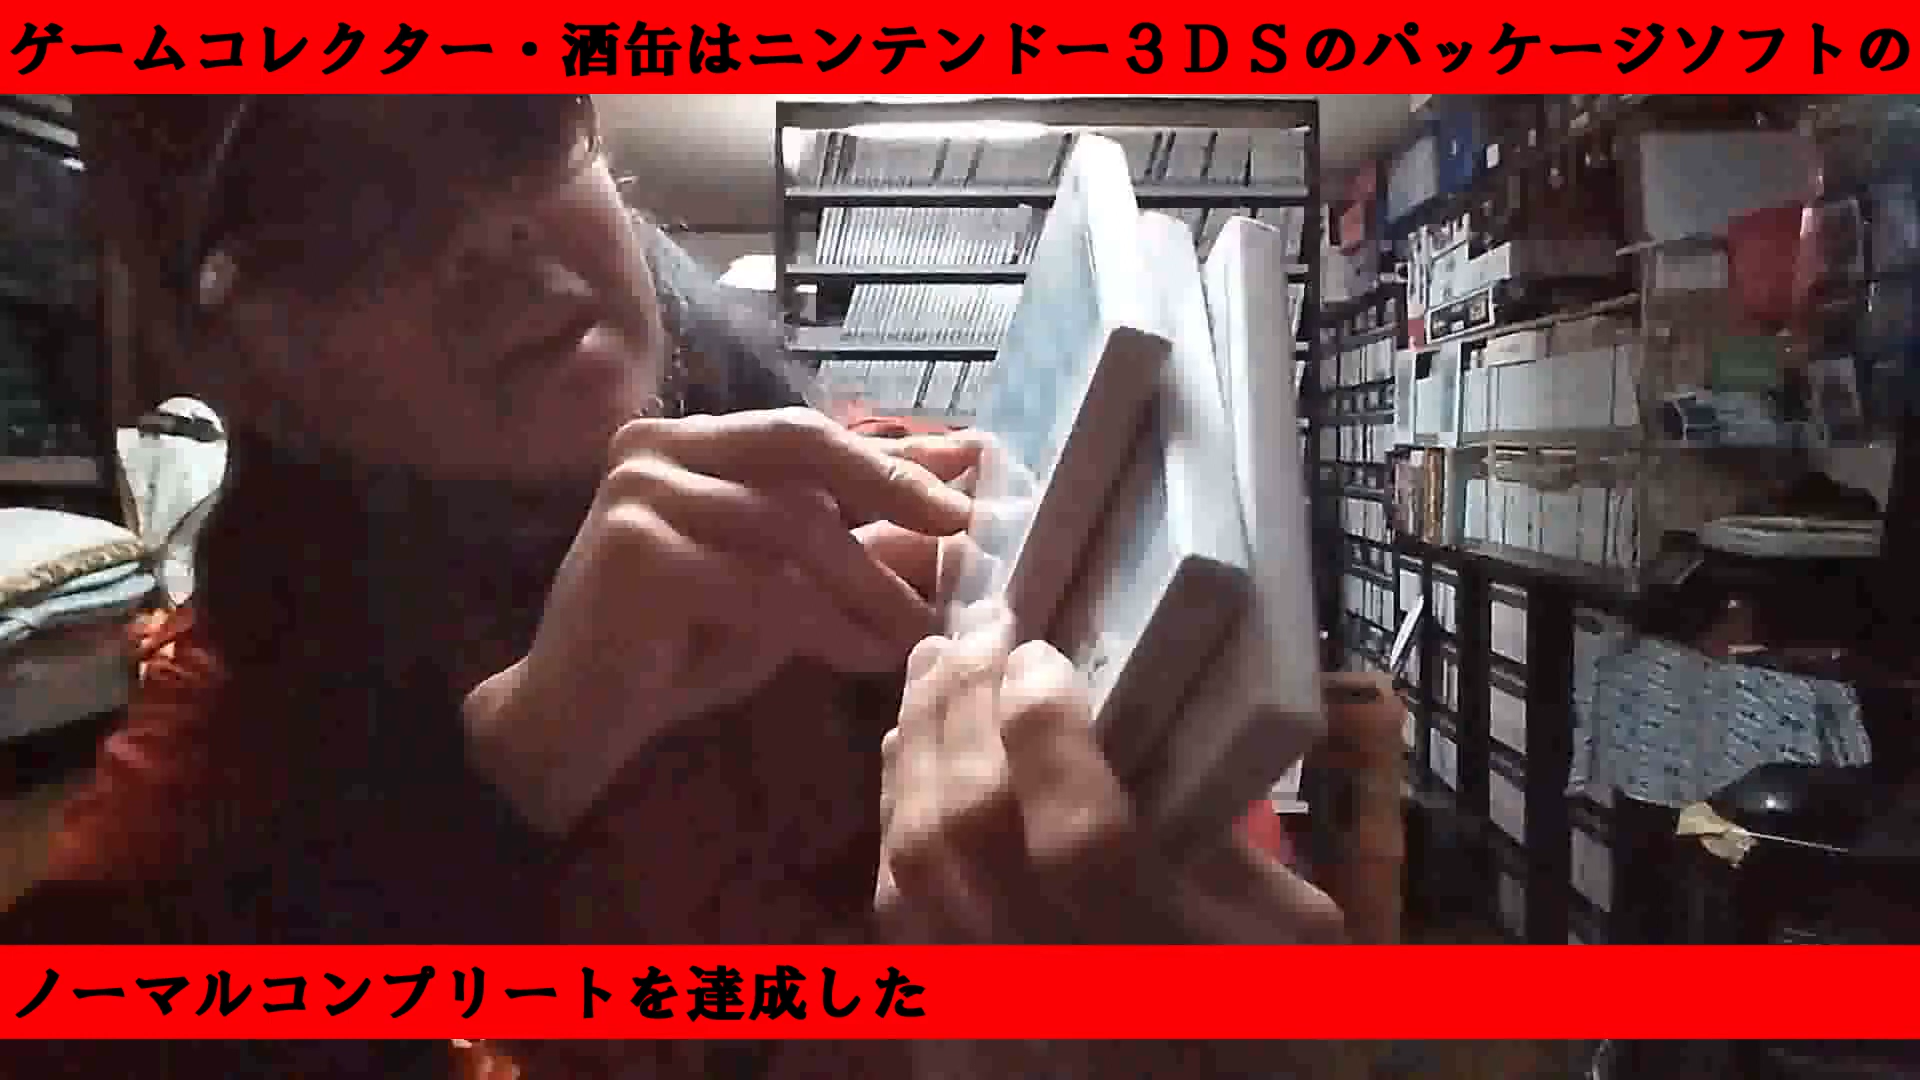 ゲームコレクター・酒缶はニンテンドー３ＤＳのパッケージソフトの
ノーマルコンプリートを達成した